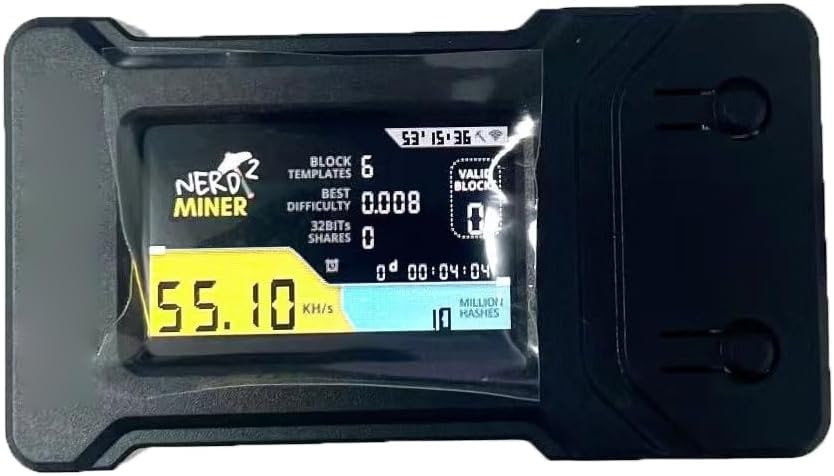 53' 15:36
NERD 2
MINER
BLOCK
TEMPLATES 6
BEST
DIFFICULTY 0.008
32BITs
SHARES 0
VALID
BLOCKS
0
0d 00:04:04
55.10 KH/s
MILLION
HASHES